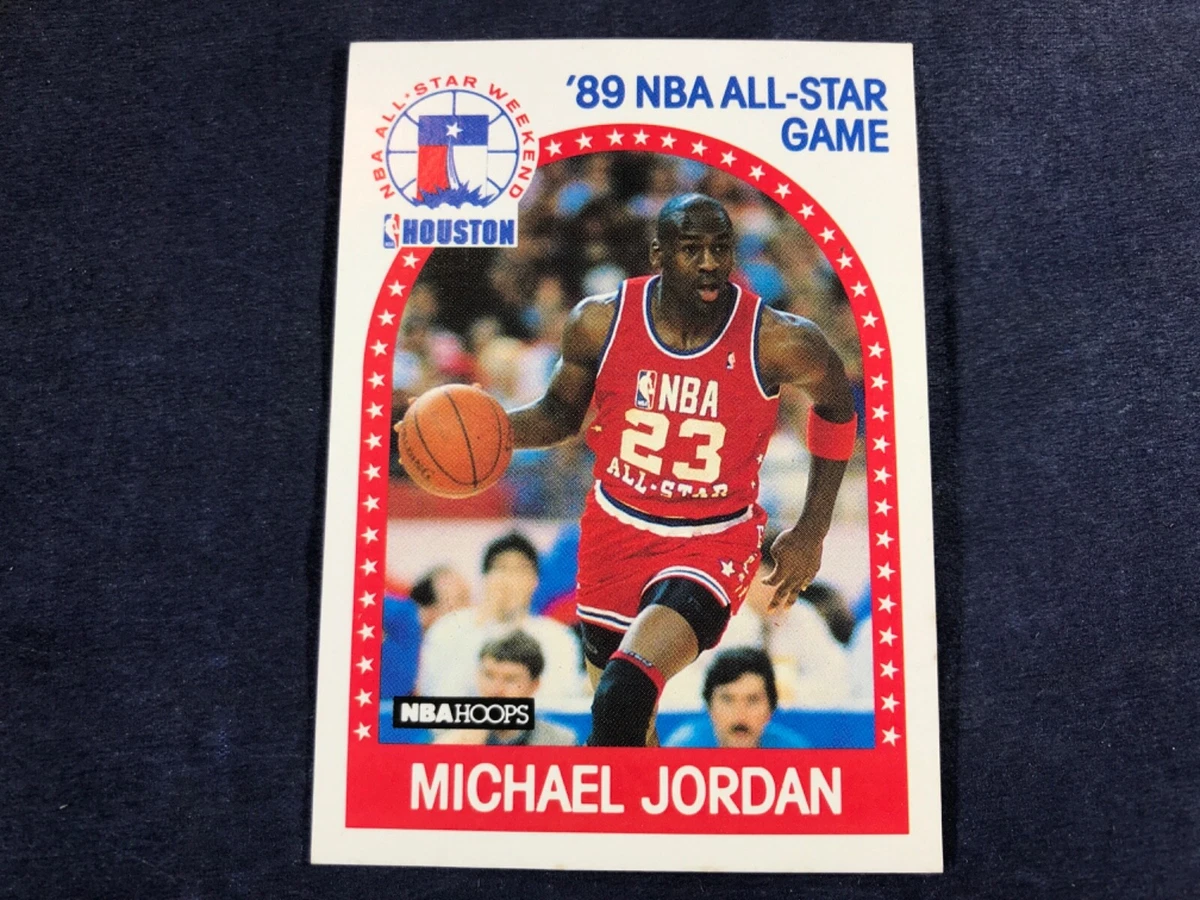 '89 NBA ALL-STAR
GAME
NBA ALL·STAR WEEKEND
HOUSTON
NBA
23
ALL-STAR
NBA HOOPS
MICHAEL JORDAN